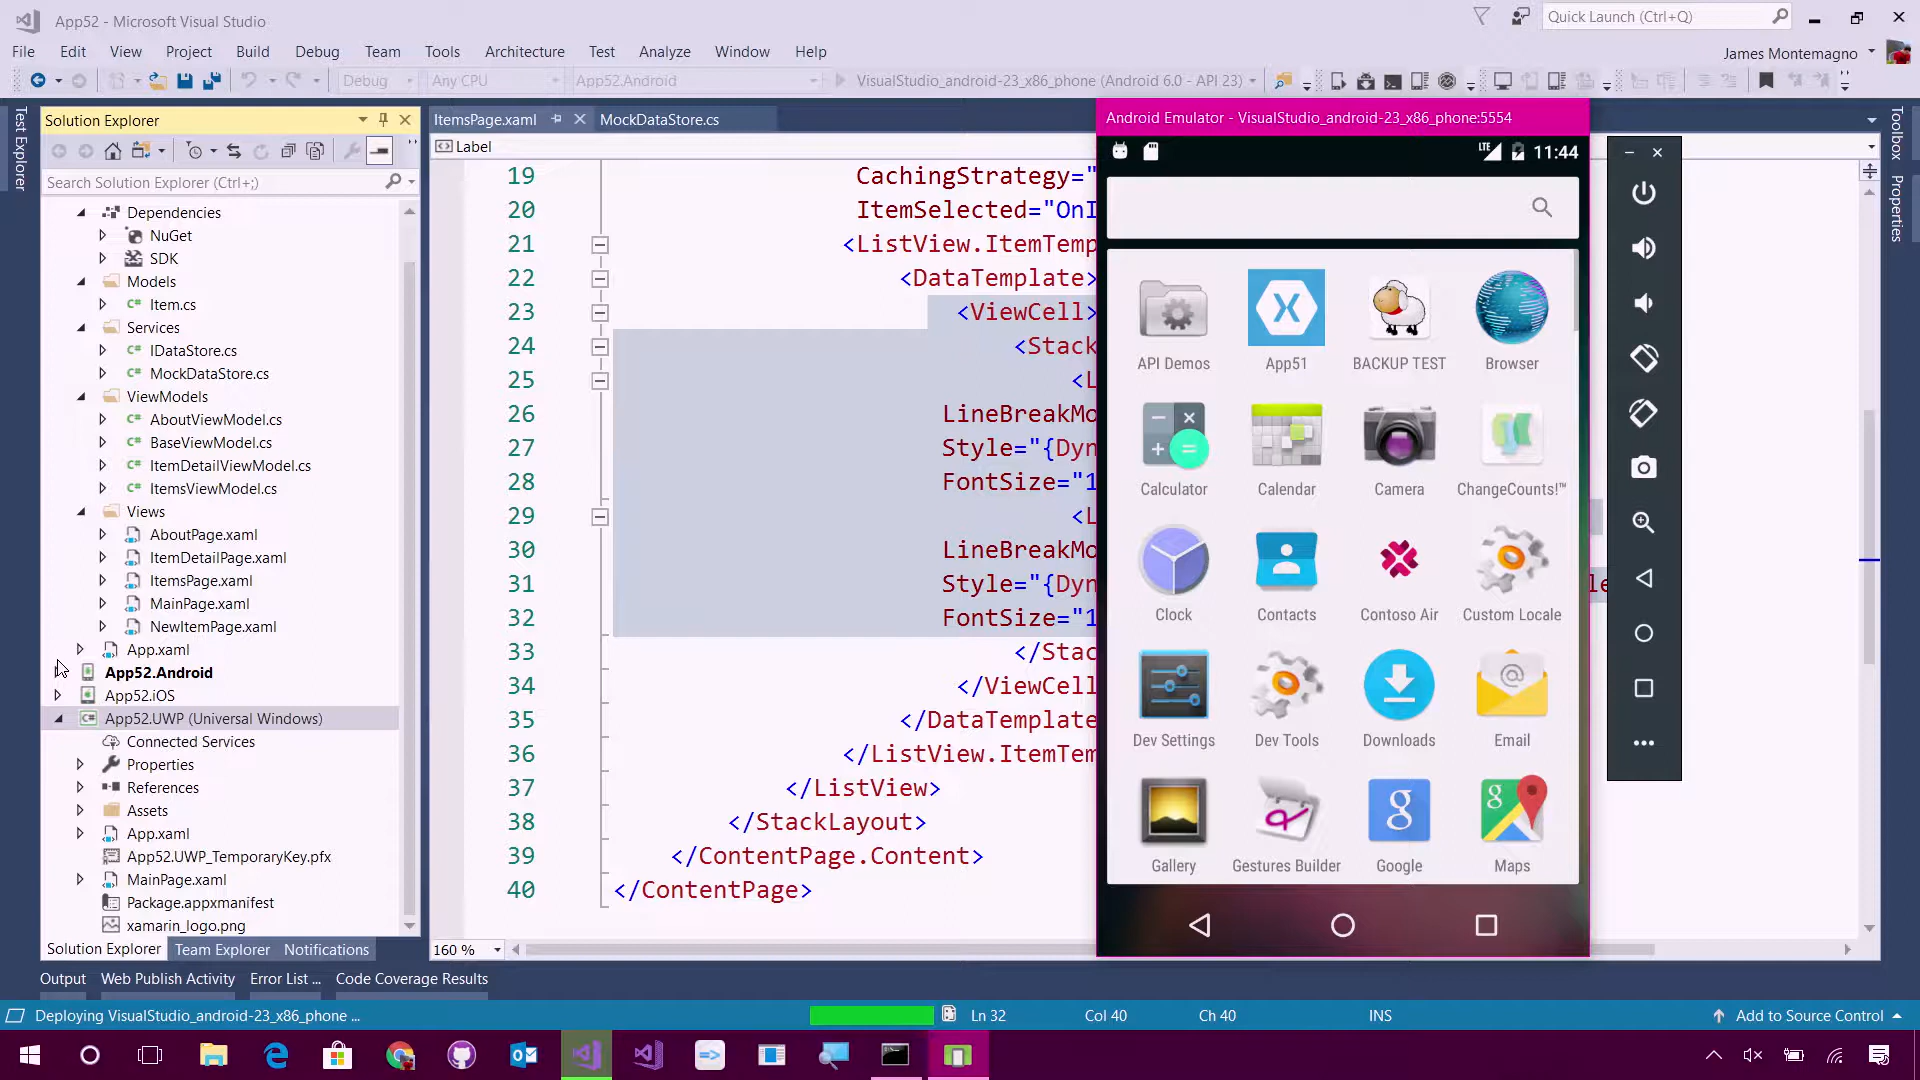 App52 - Microsoft Visual Studio
Quick Launch (Ctrl+Q)
File Edit View Project Build Debug Team Tools Architecture Test Analyze Window Help
James Montemagno
Debug Any CPU App52.Android VisualStudio_android-23_x86_phone (Android 6.0 - API 23)
Test Explorer
Solution Explorer
Search Solution Explorer (Ctrl+;)
Dependencies
NuGet
SDK
Models
Item.cs
Services
IDataStore.cs
MockDataStore.cs
ViewModels
AboutViewModel.cs
BaseViewModel.cs
ItemDetailViewModel.cs
ItemsViewModel.cs
Views
AboutPage.xaml
ItemDetailPage.xaml
ItemsPage.xaml
MainPage.xaml
NewItemPage.xaml
App.xaml
App52.Android
App52.iOS
App52.UWP (Universal Windows)
Connected Services
Properties
References
Assets
App.xaml
App52.UWP_TemporaryKey.pfx
MainPage.xaml
Package.appxmanifest
xamarin_logo.png
Solution Explorer Team Explorer Notifications
ItemsPage.xaml MockDataStore.cs
Label
19 CachingStrategy="
20 ItemSelected="OnI
21 <ListView.ItemTemp
22 <DataTemplate>
23 <ViewCell>
24 <Stack
25 <L
26 LineBreakMo
27 Style="{Dyn
28 FontSize="1
29 <L
30 LineBreakMo
31 Style="{Dyn le
32 FontSize="1
33 </Stac
34 </ViewCell
35 </DataTemplate
36 </ListView.ItemTem
37 </ListView>
38 </StackLayout>
39 </ContentPage.Content>
40 </ContentPage>
160 %
Android Emulator - VisualStudio_android-23_x86_phone:5554
LTE 11:44
API Demos App51 BACKUP TEST Browser
Calculator Calendar Camera ChangeCounts!™
Clock Contacts Contoso Air Custom Locale
Dev Settings Dev Tools Downloads Email
Gallery Gestures Builder Google Maps
Toolbox
Properties
Output Web Publish Activity Error List ... Code Coverage Results
Deploying VisualStudio_android-23_x86_phone ... Ln 32 Col 40 Ch 40 INS Add to Source Control